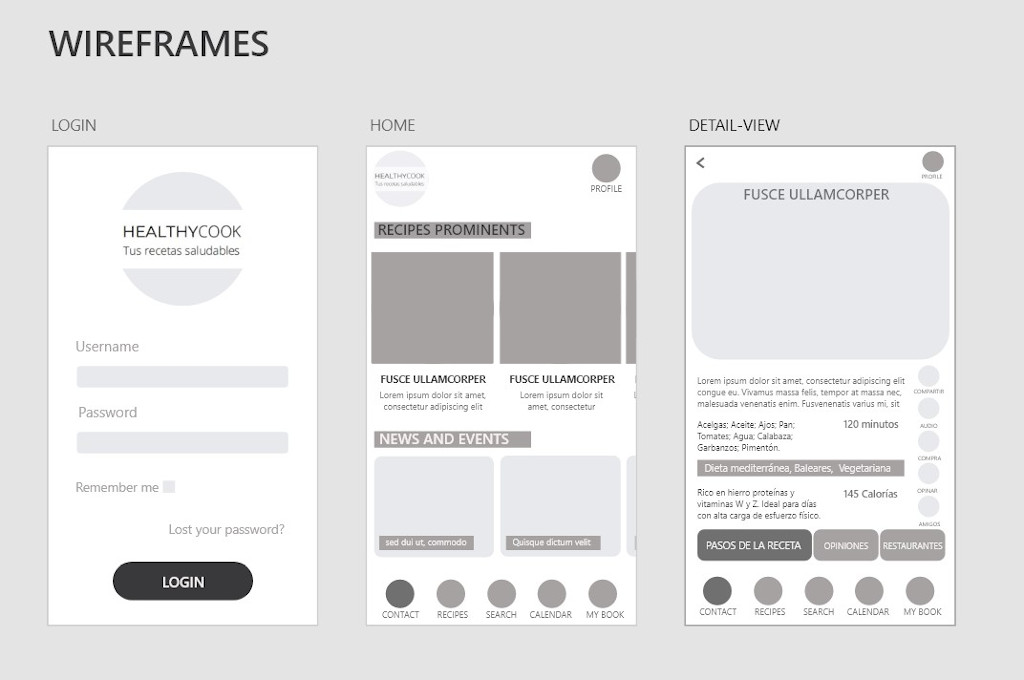 WIREFRAMES
LOGIN
HEALTHYCOOK
Tus recetas saludables
Username
Password
Remember me
Lost your password?
LOGIN
HOME
HEALTHYCOOK
Tus recetas saludables
PROFILE
RECIPES PROMINENTS
FUSCE ULLAMCORPER
Lorem ipsum dolor sit amet,
consectetur adipiscing elit
FUSCE ULLAMCORPER
Lorem ipsum dolor sit
amet, consectetur
NEWS AND EVENTS
sed dui ut, commodo
Quisque dictum velit
CONTACT
RECIPES
SEARCH
CALENDAR
MY BOOK
DETAIL-VIEW
<
PROFILE
FUSCE ULLAMCORPER
Lorem ipsum dolor sit amet, consectetur adipiscing elit
congue eu. Vivamus massa felis, tempor at massa nec,
malesuada venenatis enim. Fusvenenatis varius mi, sit
Acelgas; Aceite; Ajos; Pan;
Tomates; Agua; Calabaza;
Garbanzos; Pimentón.
120 minutos
Dieta mediterránea, Baleares, Vegetariana
Rico en hierro proteínas y
vitaminas W y Z. Ideal para días
con alta carga de esfuerzo físico.
145 Calorías
COMPARTIR
AUDIO
COMPRA
OPINAR
AMIGOS
PASOS DE LA RECETA
OPINIONES
RESTAURANTES
CONTACT
RECIPES
SEARCH
CALENDAR
MY BOOK